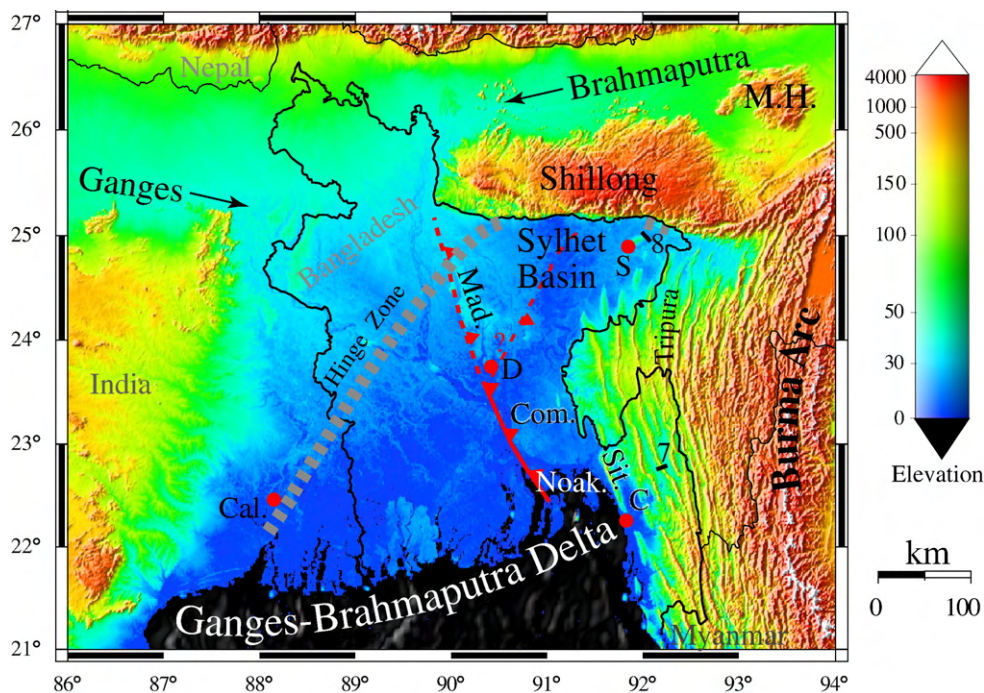 27°
26°
25°
24°
23°
22°
21°
86°
87°
88°
89°
90°
91°
92°
93°
94°
Nepal
Brahmaputra
M.H.
Ganges
Shillong
Bangladesh
Sylhet
Basin
S
8
Mad.
Hinge Zone
?
D
Tripura
India
Com.
Burma Arc
Sit.
7
Noak.
C
Cal.
Ganges-Brahmaputra Delta
Myanmar
4000
1000
500
150
100
50
30
0
Elevation
km
0
100